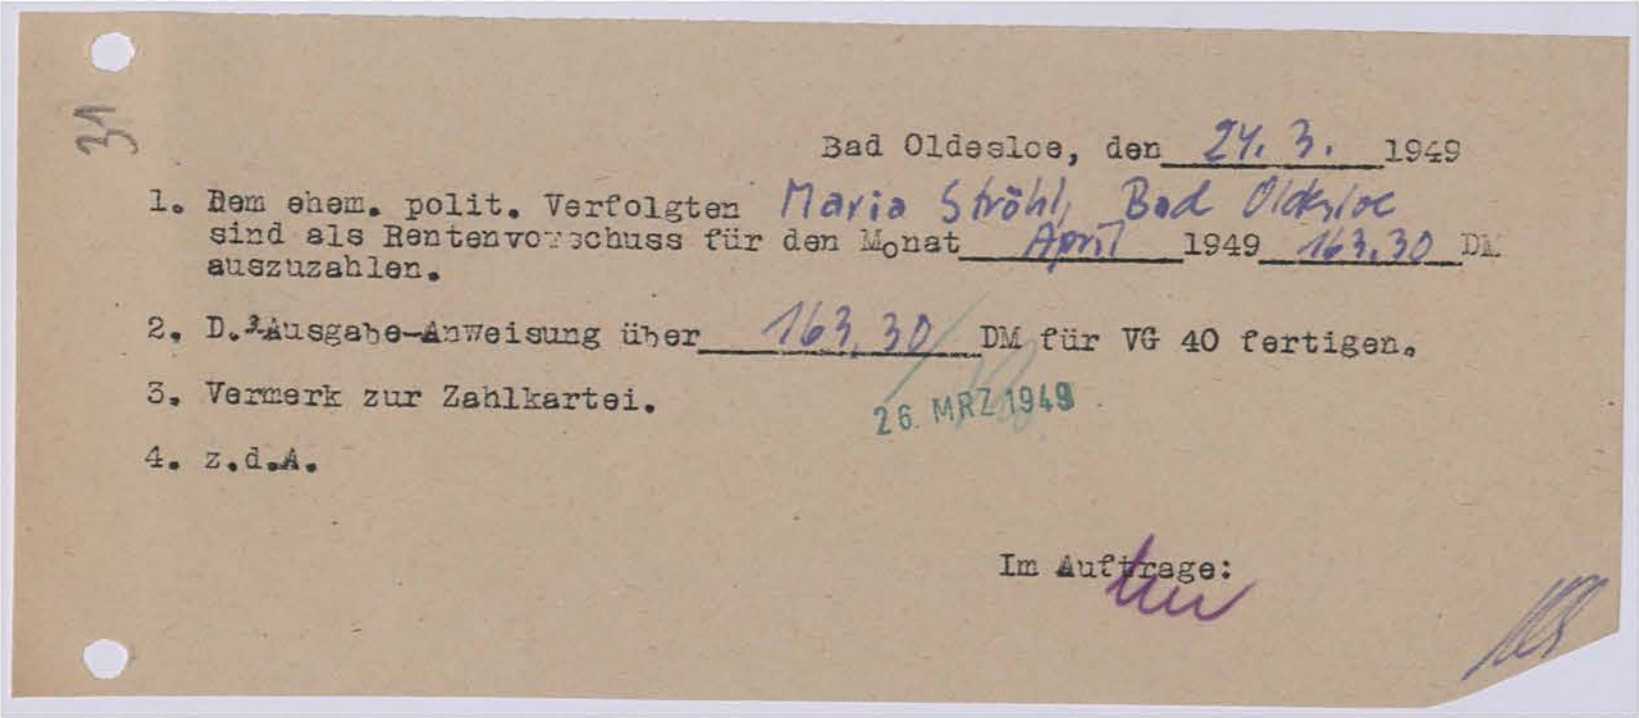 31
Bad Oldesloe, den 24. 3. 1949
1. Dem ehem. polit. Verfolgten Maria Ströhl, Bad Oldesloe
sind als Rentenvorschuss für den Monat April 1949 163.30 DM
auszuzahlen.
2. D. Ausgabe-Anweisung über 163,30 DM für VG 40 fertigen.
3. Vermerk zur Zahlkartei.
26. MRZ 1949
4. z.d.A.
Im Auftrage: